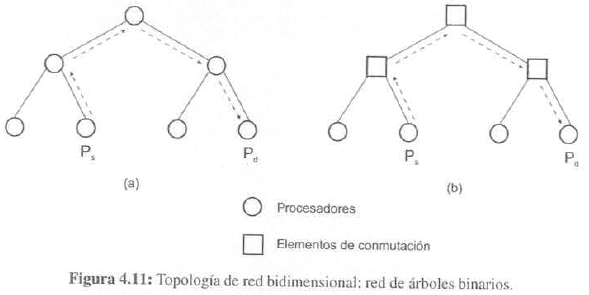 Ps
Pd
(a)
Ps
Pd
(b)
Procesadores
Elementos de conmutación
Figura 4.11: Topología de red bidimensional: red de árboles binarios.